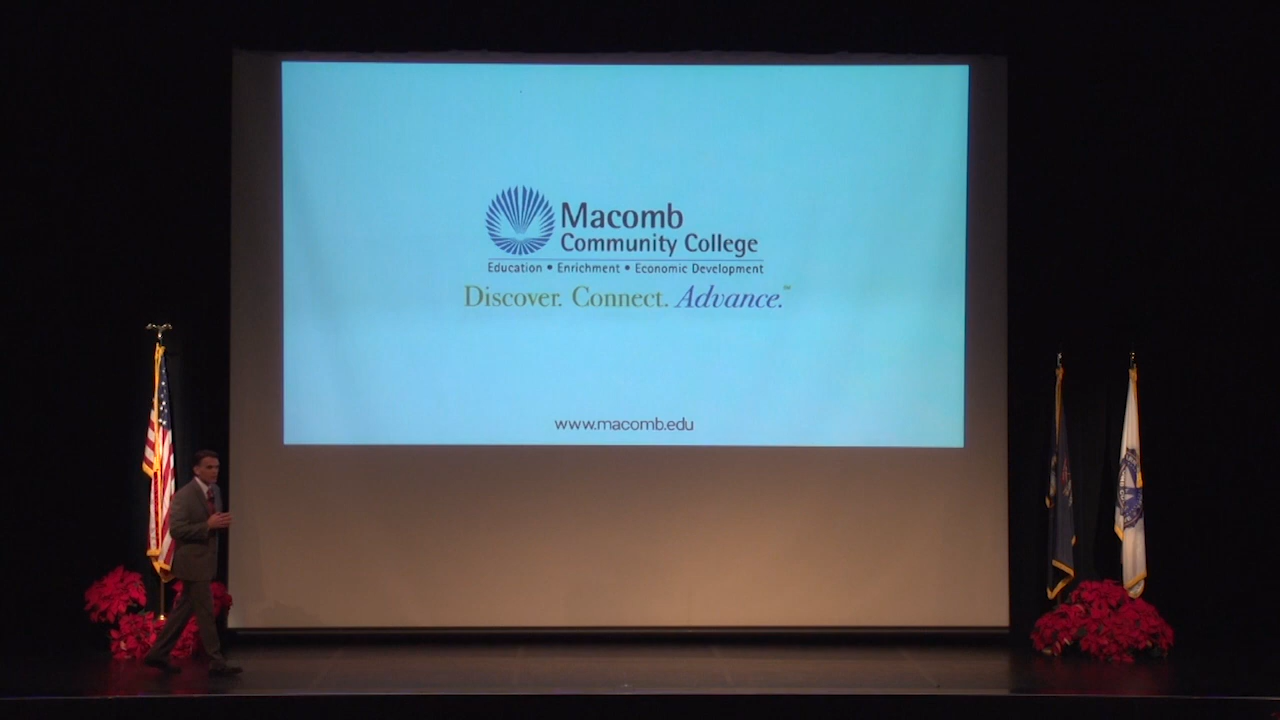 Macomb
Community College
Education • Enrichment • Economic Development
Discover. Connect. Advance.™
www.macomb.edu